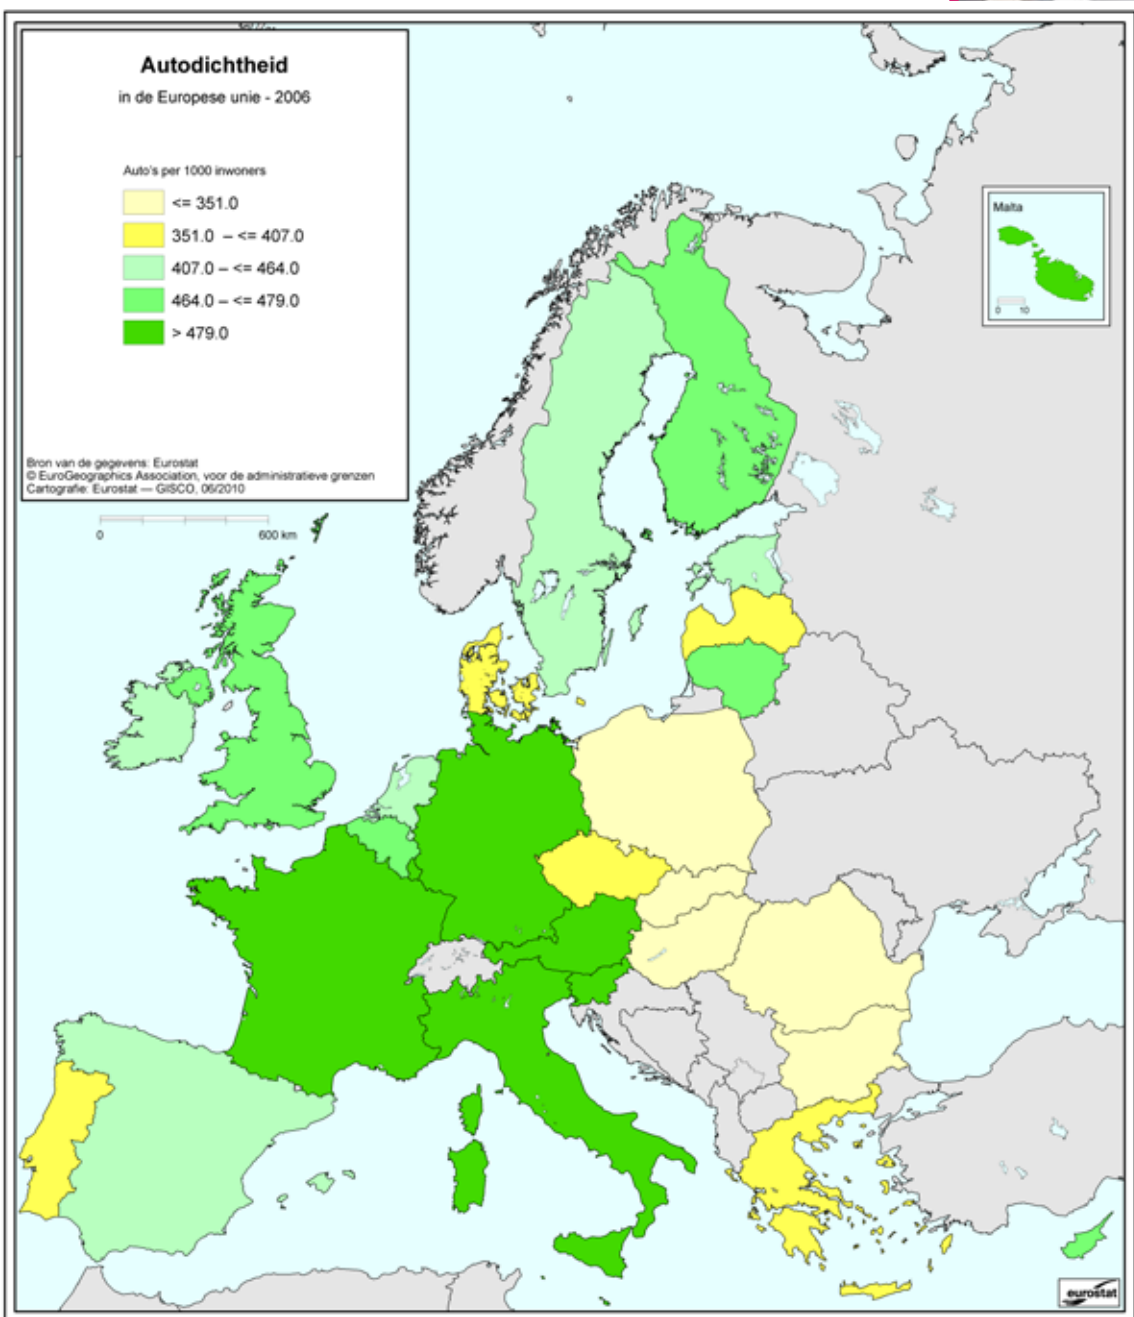 Autodichtheid
in de Europese unie - 2006
Auto's per 1000 inwoners
<= 351.0
351.0 – <= 407.0
407.0 – <= 464.0
464.0 – <= 479.0
> 479.0
Bron van de gegevens: Eurostat
© EuroGeographics Association, voor de administratieve grenzen
Cartografie: Eurostat — GISCO, 06/2010
0 600 km
Malta
0 10
eurostat